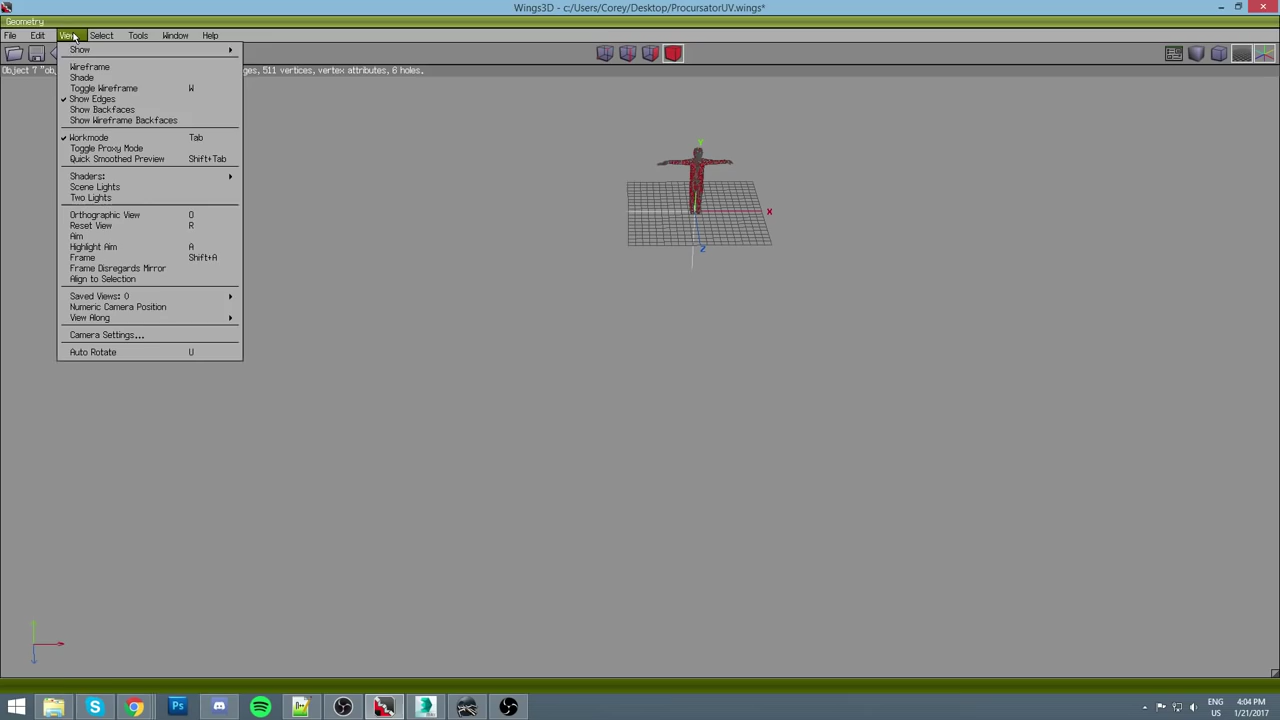 Wings3D - c:/Users/Corey/Desktop/ProcursatorUV.wings*
Geometry
File Edit View Select Tools Window Help
Show
Object 7 "ob ges, 511 vertices, vertex attributes, 6 holes.
Wireframe
Shade
Toggle Wireframe W
Show Edges
Show Backfaces
Show Wireframe Backfaces
Workmode Tab
Toggle Proxy Mode
Quick Smoothed Preview Shift+Tab
Shaders:
Scene Lights
Two Lights
Orthographic View O
Reset View R
Aim
Highlight Aim A
Frame Shift+A
Frame Disregards Mirror
Align to Selection
Saved Views: 0
Numeric Camera Position
View Along
Camera Settings...
Auto Rotate U
Y
X
Z
ENG 4:04 PM
US 1/21/2017